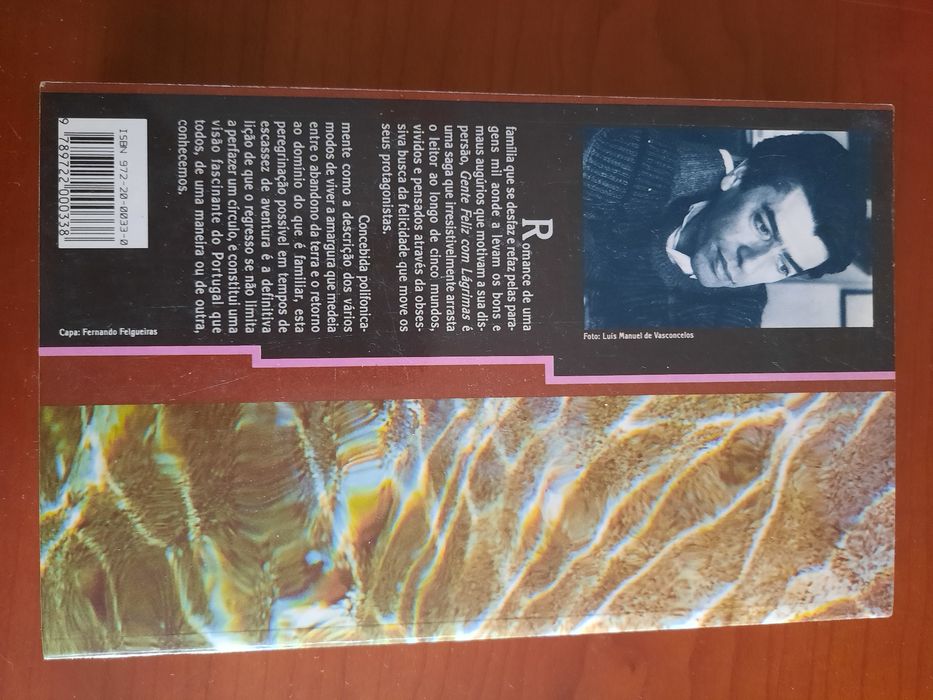 Foto: Luís Manuel de Vasconcelos
Romance de uma
família que se desfaz e refaz pelas para-
gens mil aonde a levam os bons e
maus augúrios que motivam a sua dis-
persão, Gente Feliz com Lágrimas é
uma saga que irresistivelmente arrasta
o leitor ao longo de cinco mundos,
vividos e pensados através da obses-
siva busca da felicidade que move os
seus protagonistas.
Concebida polifonica-
mente como a descrição dos vários
modos de viver a amargura que medeia
entre o abandono da terra e o retorno
ao domínio do que é familiar, esta
peregrinação possível em tempos de
escassez de aventura é a definitiva
lição de que o regresso se não limita
a perfazer um círculo, e constitui uma
visão fascinante do Portugal que
todos, de uma maneira ou de outra,
conhecemos.
ISBN 972-20-0033-0
9 789722 000338
Capa: Fernando Felgueiras